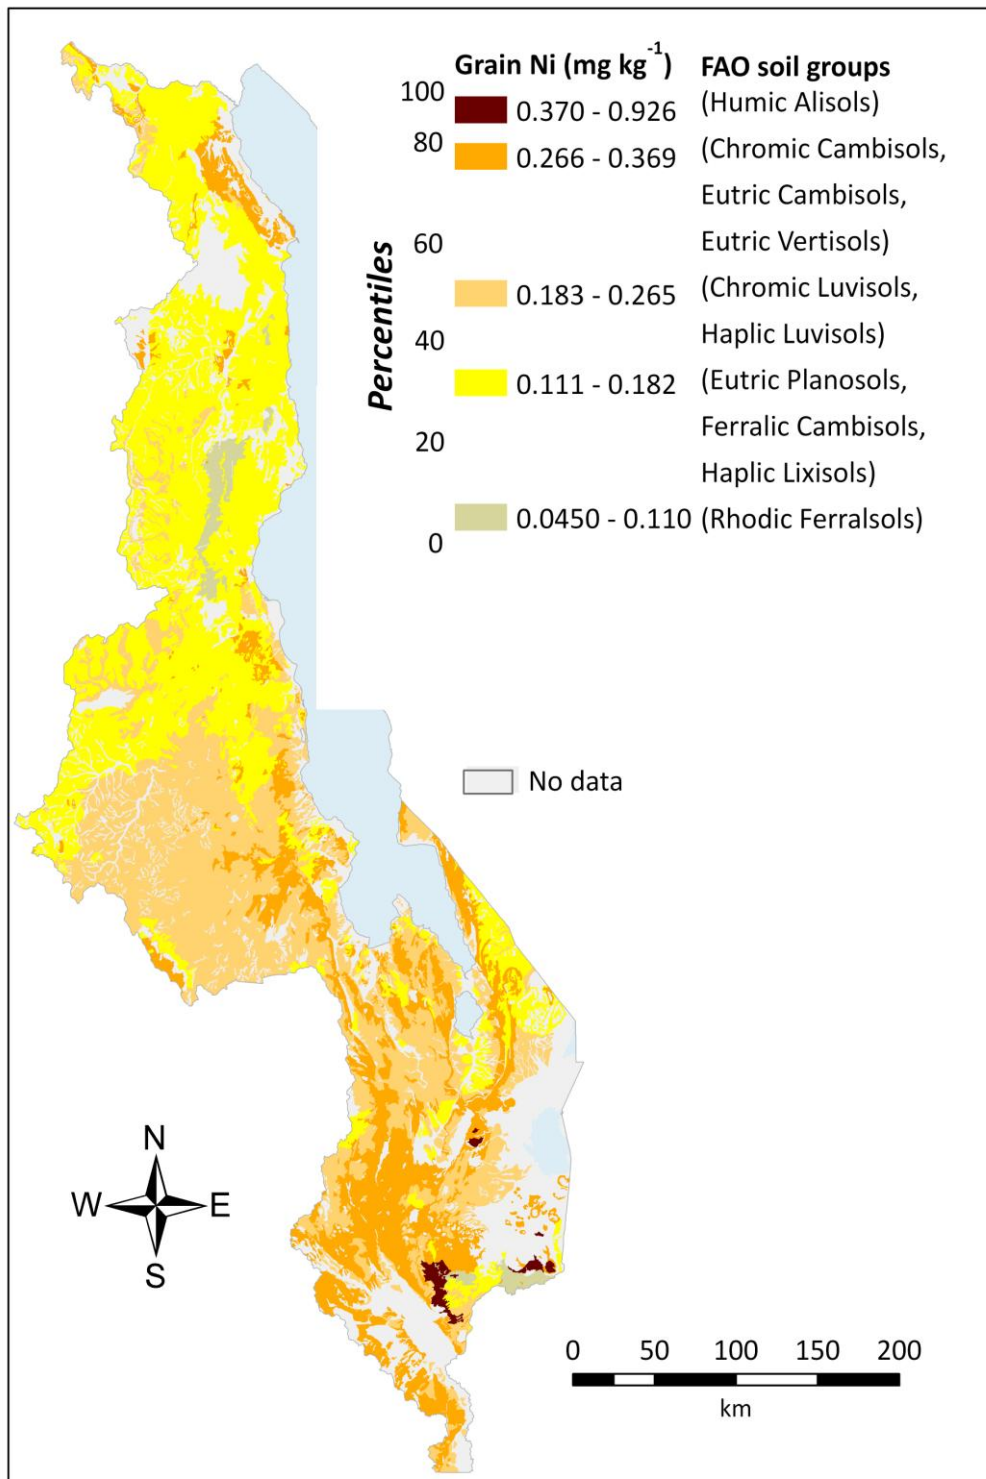 Grain Ni (mg kg⁻¹) FAO soil groups
100
0.370 - 0.926 (Humic Alisols)
80
0.266 - 0.369 (Chromic Cambisols,
Eutric Cambisols,
60
Eutric Vertisols)
0.183 - 0.265 (Chromic Luvisols,
40
Haplic Luvisols)
Percentiles
0.111 - 0.182 (Eutric Planosols,
20
Ferralic Cambisols,
Haplic Lixisols)
0.0450 - 0.110 (Rhodic Ferralsols)
0
No data
N
W E
S
0 50 100 150 200
km